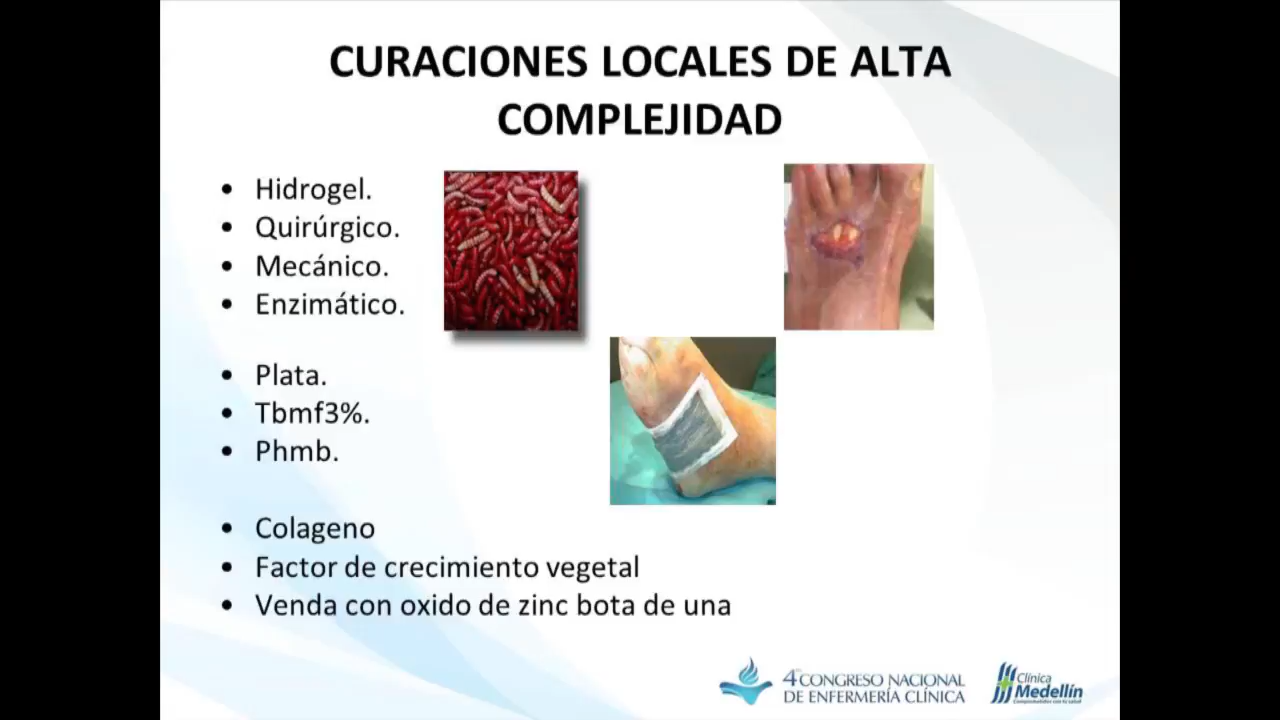 CURACIONES LOCALES DE ALTA
COMPLEJIDAD
• Hidrogel.
• Quirúrgico.
• Mecánico.
• Enzimático.
• Plata.
• Tbmf3%.
• Phmb.
• Colageno
• Factor de crecimiento vegetal
• Venda con oxido de zinc bota de una
4to CONGRESO NACIONAL
DE ENFERMERÍA CLÍNICA
Clínica
Medellín
Comprometidos con tu salud